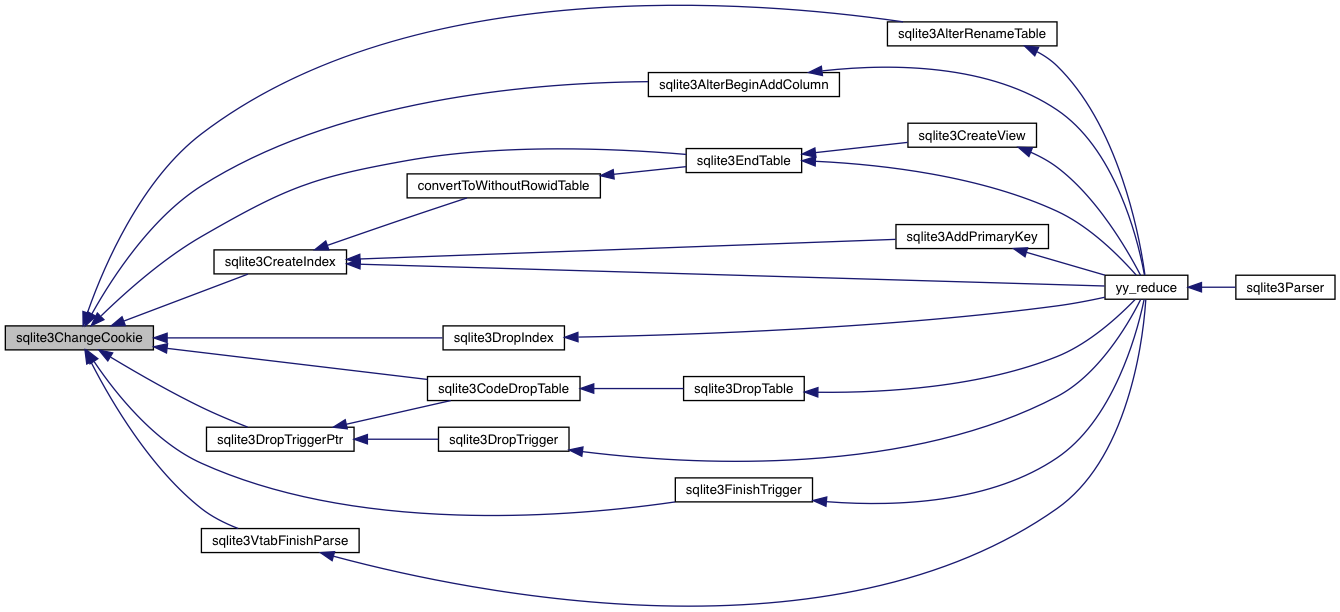 sqlite3AlterRenameTable
sqlite3AlterBeginAddColumn
sqlite3CreateView
sqlite3EndTable
convertToWithoutRowidTable
sqlite3AddPrimaryKey
sqlite3CreateIndex
yy_reduce
sqlite3Parser
sqlite3ChangeCookie
sqlite3DropIndex
sqlite3CodeDropTable
sqlite3DropTable
sqlite3DropTriggerPtr
sqlite3DropTrigger
sqlite3FinishTrigger
sqlite3VtabFinishParse